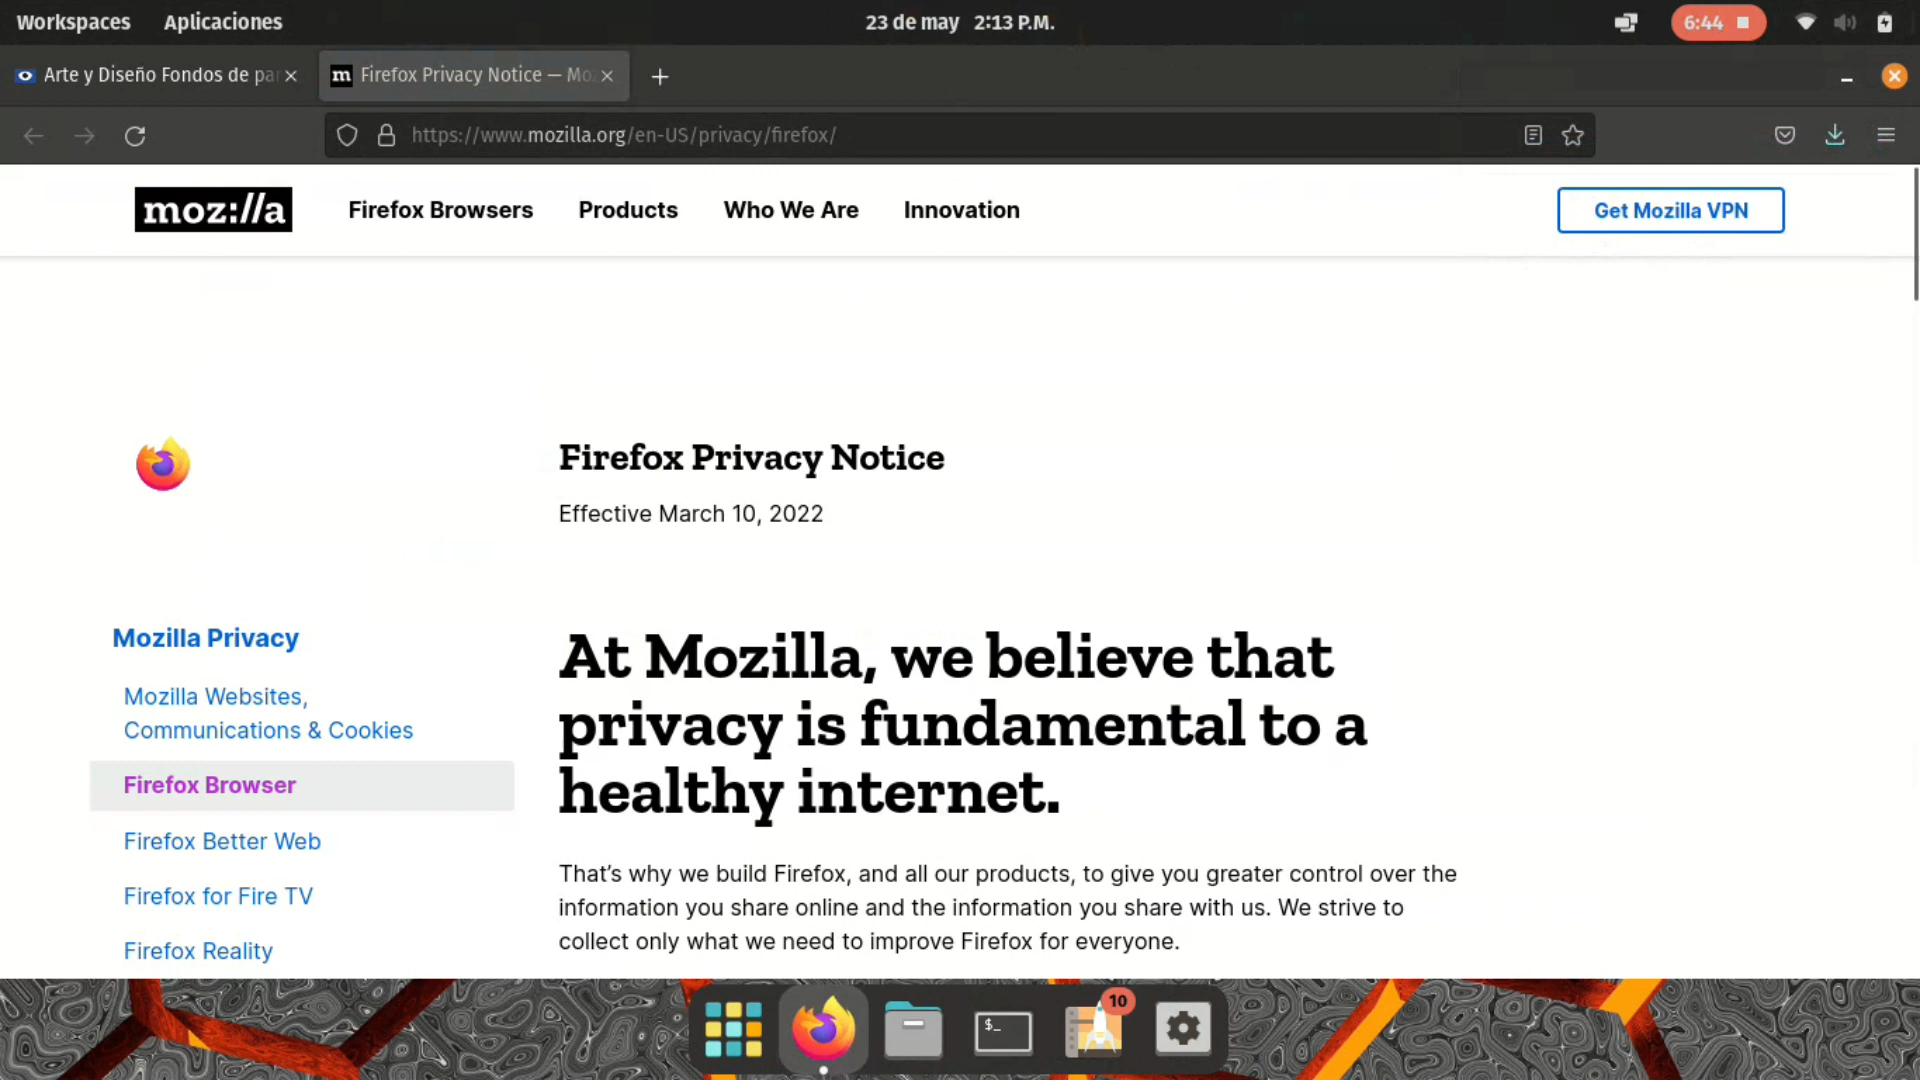 Workspaces Aplicaciones 23 de may 2:13 P.M. 6:44
Arte y Diseño Fondos de pa Firefox Privacy Notice — Mo
https://www.mozilla.org/en-US/privacy/firefox/
moz://a Firefox Browsers Products Who We Are Innovation Get Mozilla VPN
Firefox Privacy Notice
Effective March 10, 2022
Mozilla Privacy
Mozilla Websites,
Communications & Cookies
Firefox Browser
Firefox Better Web
Firefox for Fire TV
Firefox Reality
At Mozilla, we believe that
privacy is fundamental to a
healthy internet.
That’s why we build Firefox, and all our products, to give you greater control over the
information you share online and the information you share with us. We strive to
collect only what we need to improve Firefox for everyone.
$_
10